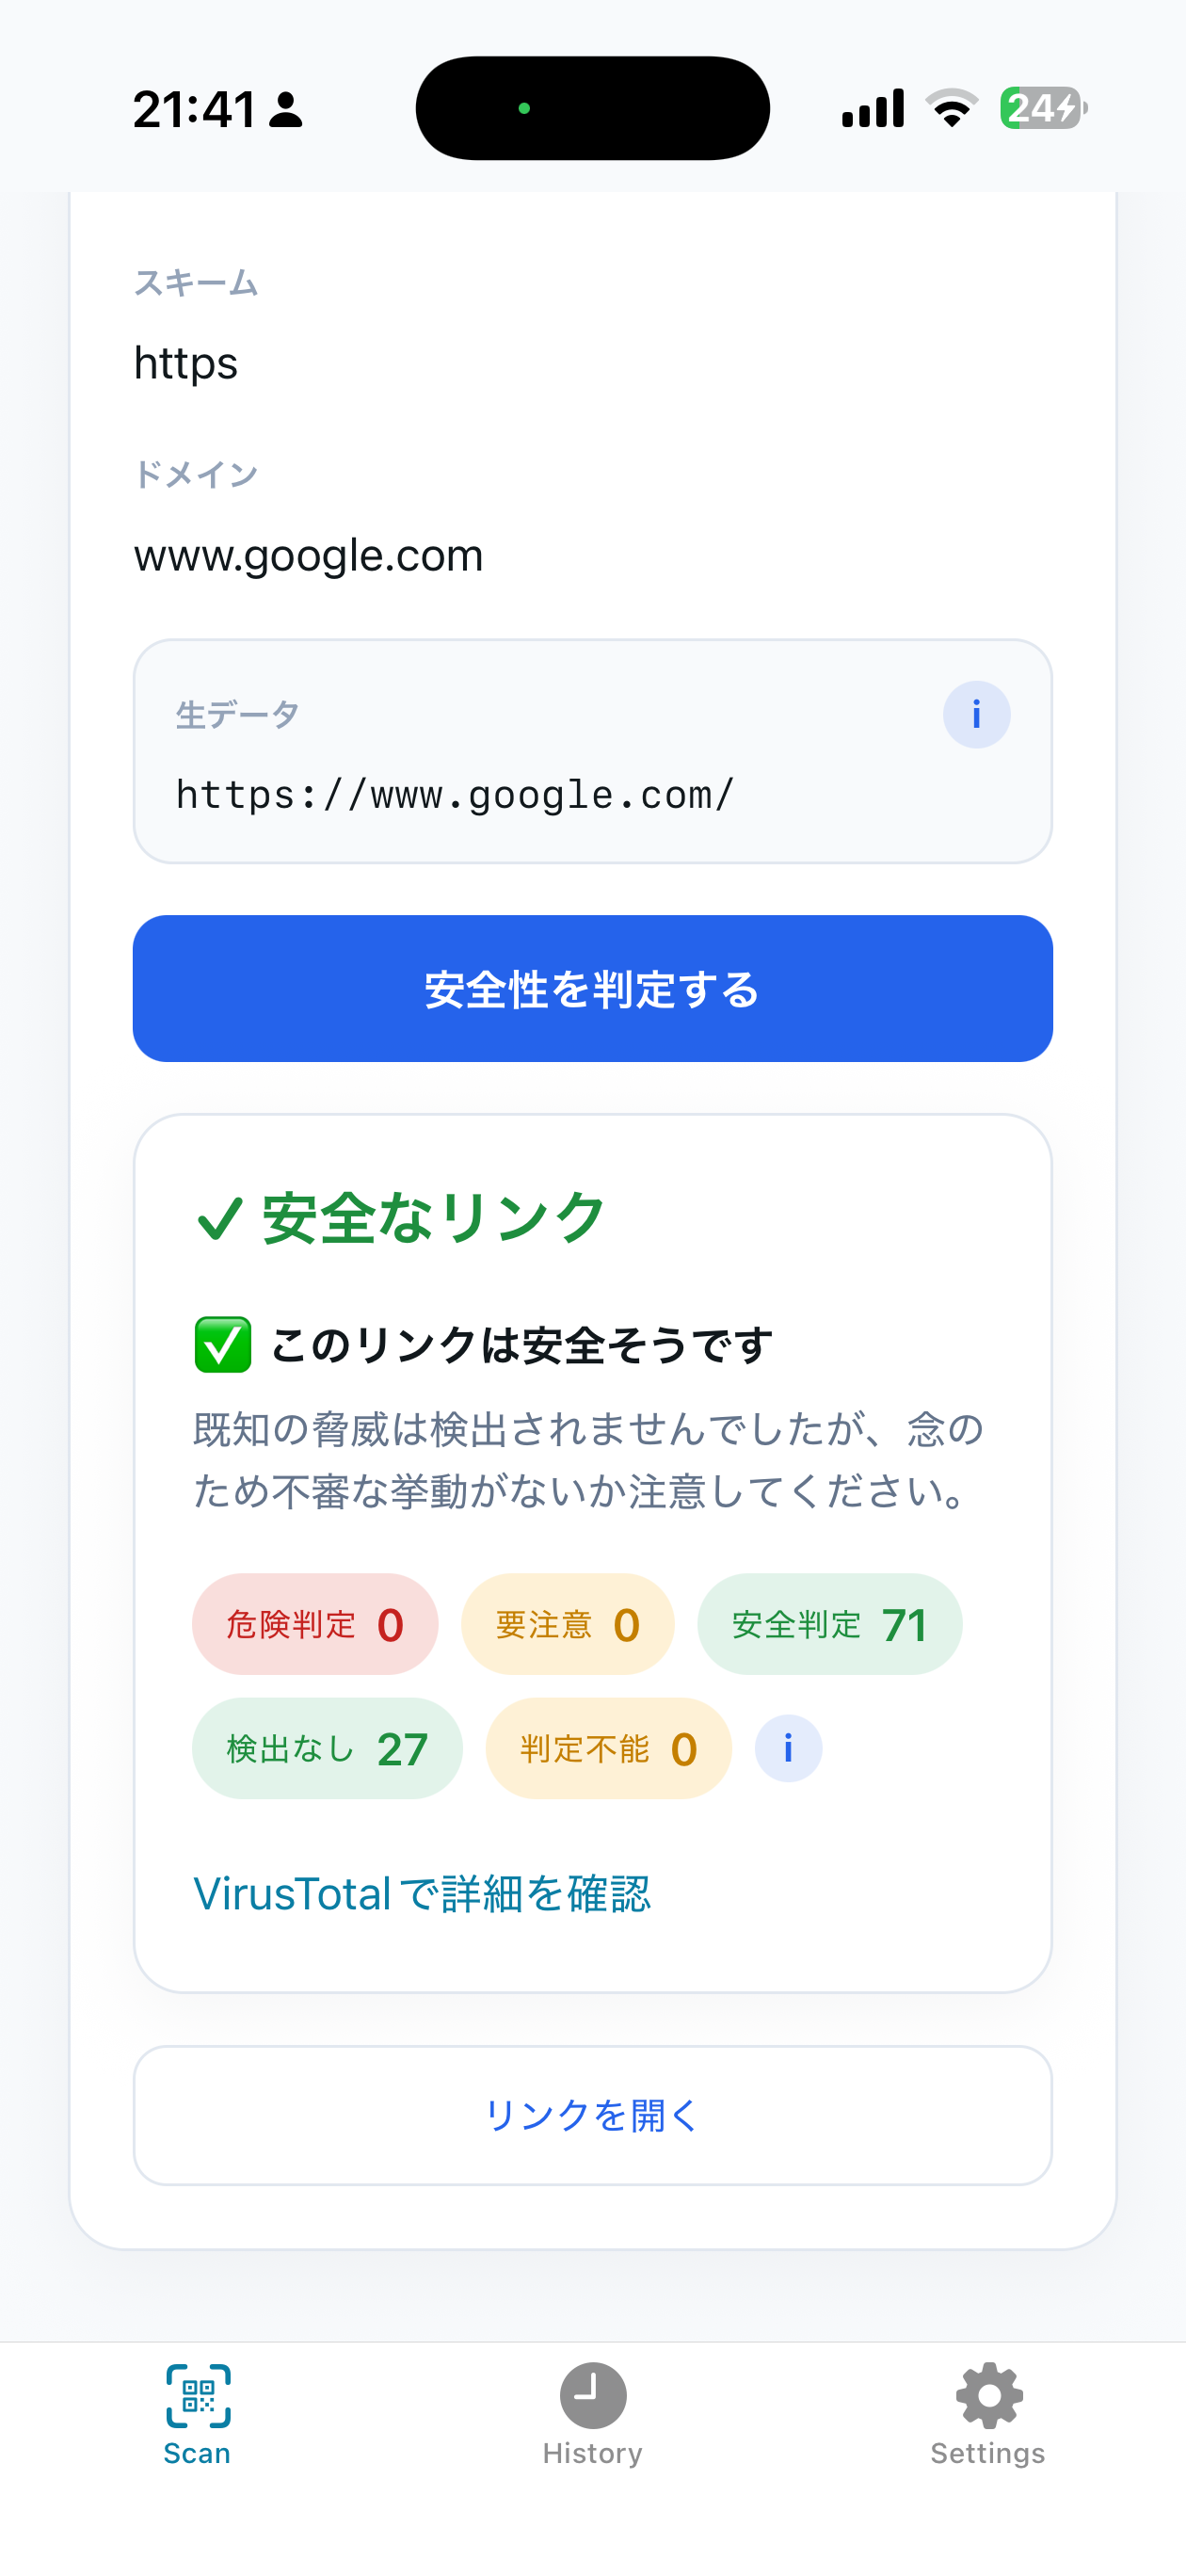 21:41
24
スキーム
https
ドメイン
www.google.com
生データ
i
https://www.google.com/
安全性を判定する
安全なリンク
このリンクは安全そうです
既知の脅威は検出されませんでしたが、念の
ため不審な挙動がないか注意してください。
危険判定 0 要注意 0 安全判定 71
検出なし 27 判定不能 0 i
VirusTotalで詳細を確認
リンクを開く
Scan History Settings